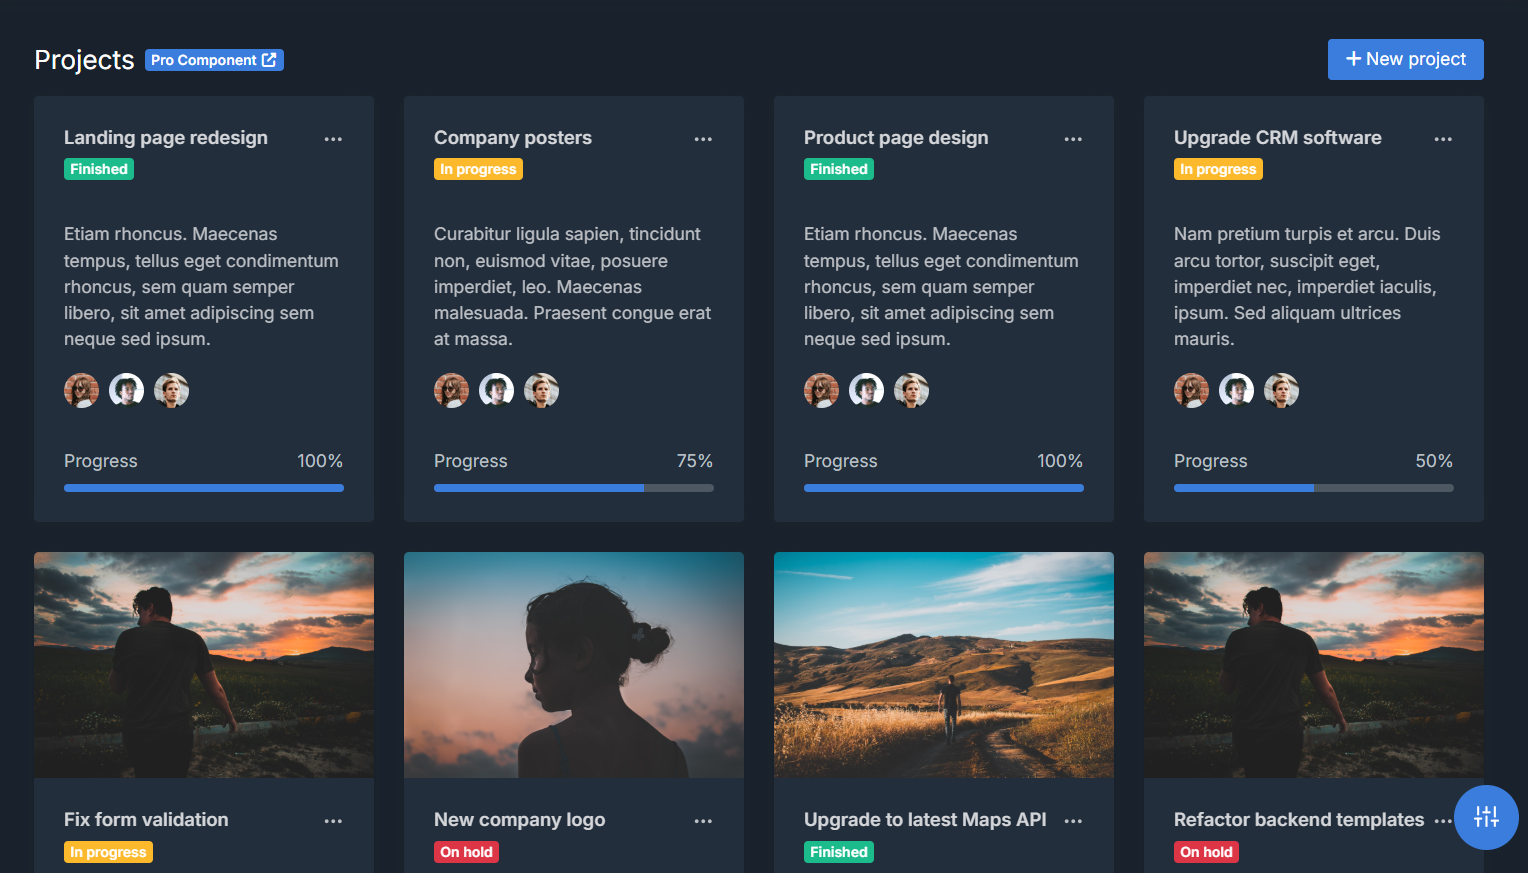 Projects Pro Component
New project
Landing page redesign
Finished
Etiam rhoncus. Maecenas
tempus, tellus eget condimentum
rhoncus, sem quam semper
libero, sit amet adipiscing sem
neque sed ipsum.
Progress 100%
Company posters
In progress
Curabitur ligula sapien, tincidunt
non, euismod vitae, posuere
imperdiet, leo. Maecenas
malesuada. Praesent congue erat
at massa.
Progress 75%
Product page design
Finished
Etiam rhoncus. Maecenas
tempus, tellus eget condimentum
rhoncus, sem quam semper
libero, sit amet adipiscing sem
neque sed ipsum.
Progress 100%
Upgrade CRM software
In progress
Nam pretium turpis et arcu. Duis
arcu tortor, suscipit eget,
imperdiet nec, imperdiet iaculis,
ipsum. Sed aliquam ultrices
mauris.
Progress 50%
Fix form validation
In progress
New company logo
On hold
Upgrade to latest Maps API
Finished
Refactor backend templates
On hold